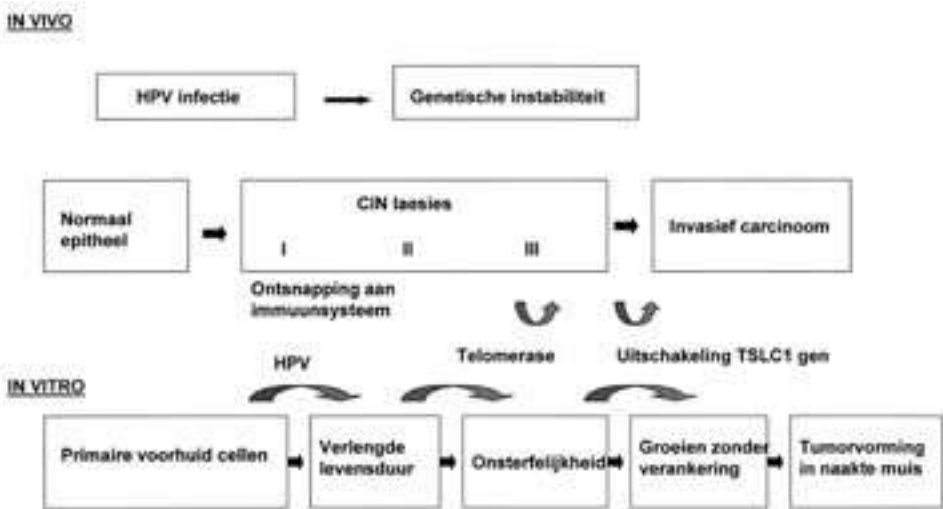 IN VIVO
HPV infectie
Genetische instabiliteit
Normaal
epitheel
CIN laesies
I II III
Invasief carcinoom
Ontsnapping aan
immuunsysteem
HPV
Telomerase
Uitschakeling TSLC1 gen
IN VITRO
Primaire voorhuid cellen
Verlengde
levensduur
Onsterfelijkheid
Groeien zonder
verankering
Tumorvorming
in naakte muis